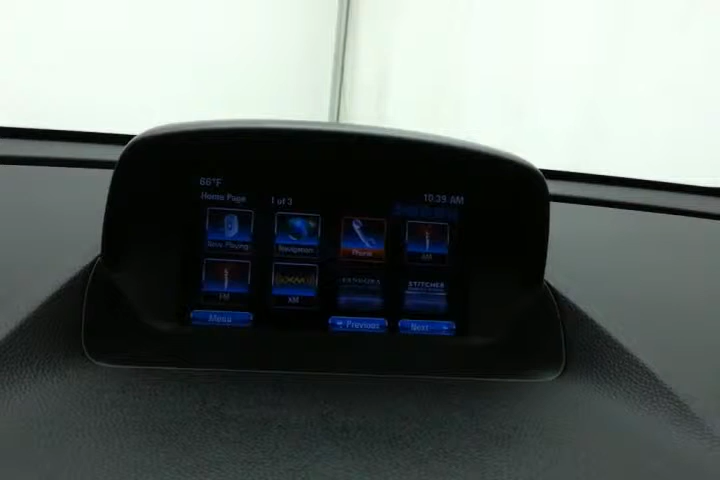 66°F
Home Page 1 of 3 10:39 AM
Now Playing Navigation Phone AM
FM XM PANDORA STITCHER
Menu Previous Next